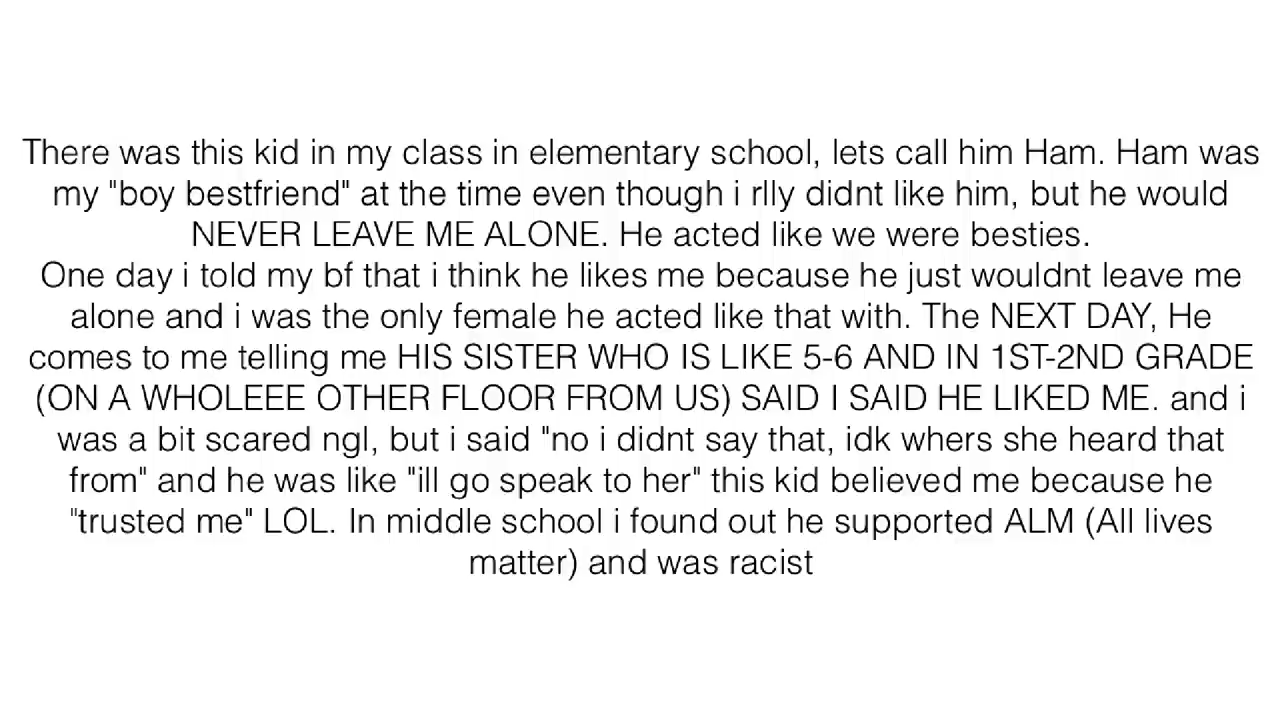 There was this kid in my class in elementary school, lets call him Ham. Ham was
my "boy bestfriend" at the time even though i rlly didnt like him, but he would
NEVER LEAVE ME ALONE. He acted like we were besties.
One day i told my bf that i think he likes me because he just wouldnt leave me
alone and i was the only female he acted like that with. The NEXT DAY, He
comes to me telling me HIS SISTER WHO IS LIKE 5-6 AND IN 1ST-2ND GRADE
(ON A WHOLEEE OTHER FLOOR FROM US) SAID I SAID HE LIKED ME. and i
was a bit scared ngl, but i said "no i didnt say that, idk whers she heard that
from" and he was like "ill go speak to her" this kid believed me because he
"trusted me" LOL. In middle school i found out he supported ALM (All lives
matter) and was racist